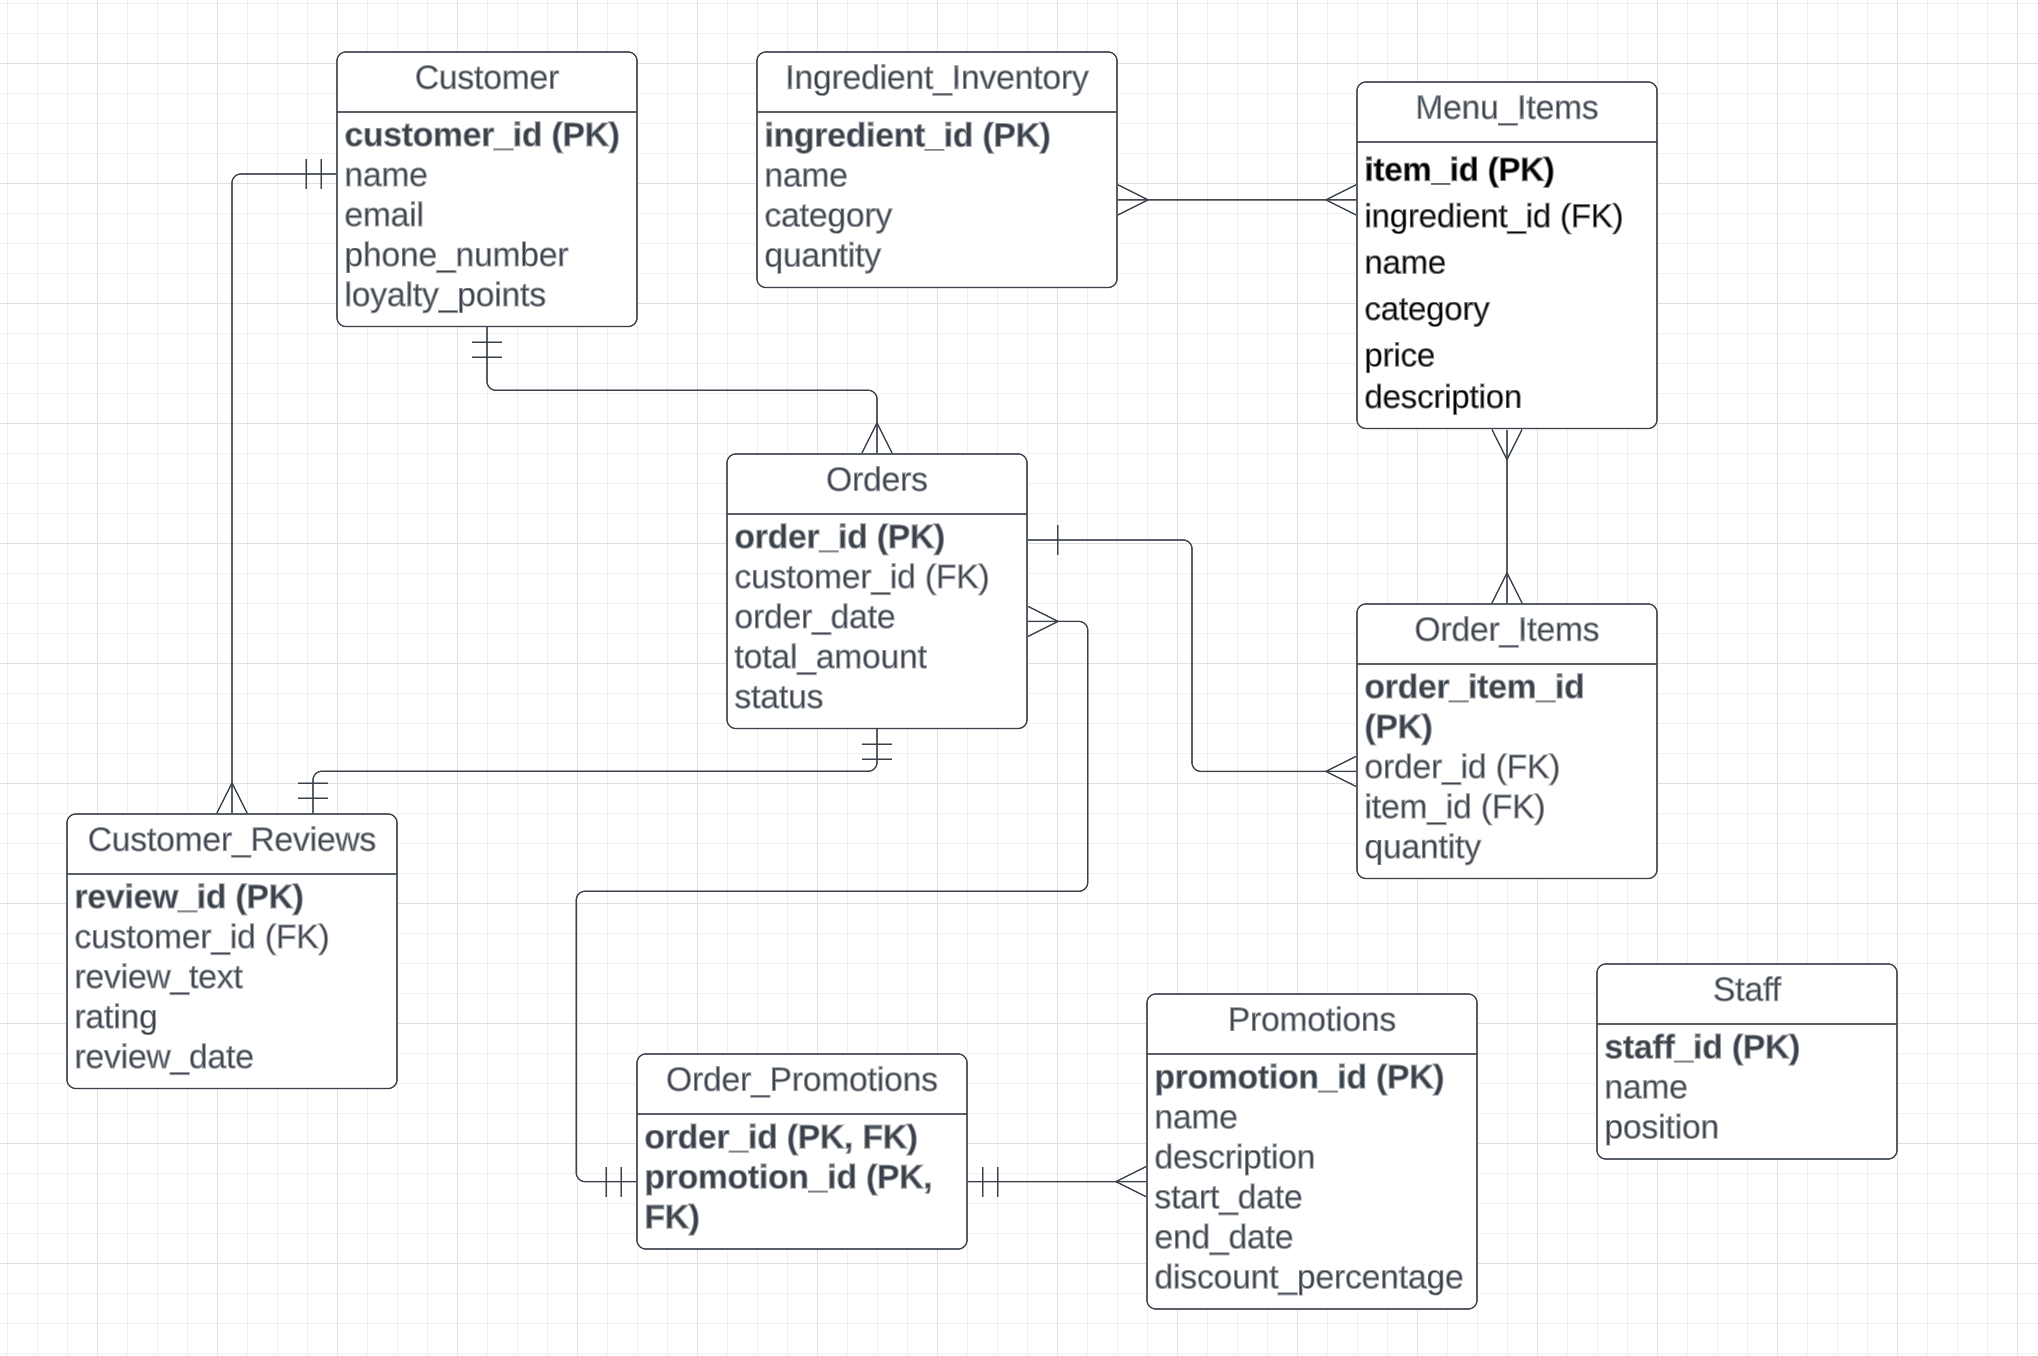 Customer
customer_id (PK)
name
email
phone_number
loyalty_points
Ingredient_Inventory
ingredient_id (PK)
name
category
quantity
Menu_Items
item_id (PK)
ingredient_id (FK)
name
category
price
description
Orders
order_id (PK)
customer_id (FK)
order_date
total_amount
status
Order_Items
order_item_id
(PK)
order_id (FK)
item_id (FK)
quantity
Customer_Reviews
review_id (PK)
customer_id (FK)
review_text
rating
review_date
Order_Promotions
order_id (PK, FK)
promotion_id (PK,
FK)
Promotions
promotion_id (PK)
name
description
start_date
end_date
discount_percentage
Staff
staff_id (PK)
name
position